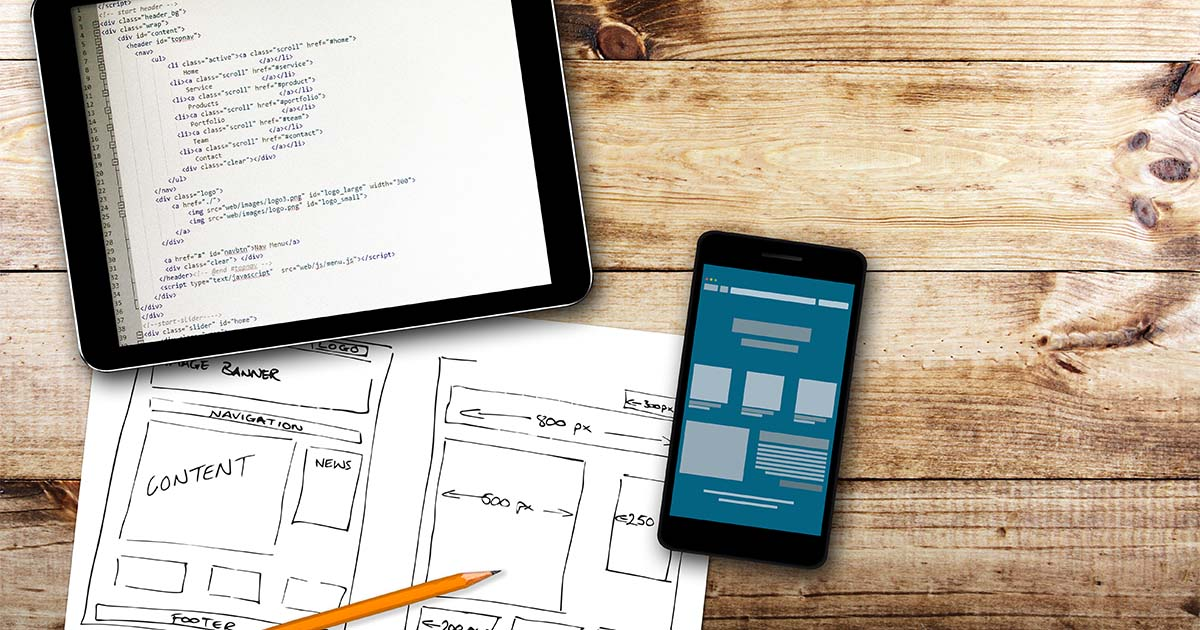 </script>
<!-- start header -->
<div class="header_bg">
<div class="wrap">
<div id="content">
<header id="topnav">
<nav>
<ul>
<li class="active"><a class="scroll" href="#home">
Home </a></li>
<li><a class="scroll" href="#service">
Service </a></li>
<li><a class="scroll" href="#product">
Products </a></li>
<li><a class="scroll" href="#portfolio">
Portfolio </a></li>
<li><a class="scroll" href="#team">
Team </a></li>
<li><a class="scroll" href="#contact">
Contact </a></li>
<div class="clear"></div>
</ul>
</nav>
<div class="logo">
<a href="./">
<img src="web/images/logo3.png" id="logo_large" width="300">
<img src="web/images/logo.png" id="logo_small">
</a>
</div>
<a href="#" id="navbtn">Nav Menu</a>
<div class="clear"> </div>
</header><!-- @end #topnav -->
<script type="text/javascript" src="web/js/menu.js"></script>
</div>
</div>
</div>
<!--start-slider---->
<div class="slider" id="home">
LOGO
IMAGE BANNER
NAVIGATION
CONTENT
NEWS
FOOTER
300px
800 px
500 px
250
200 px